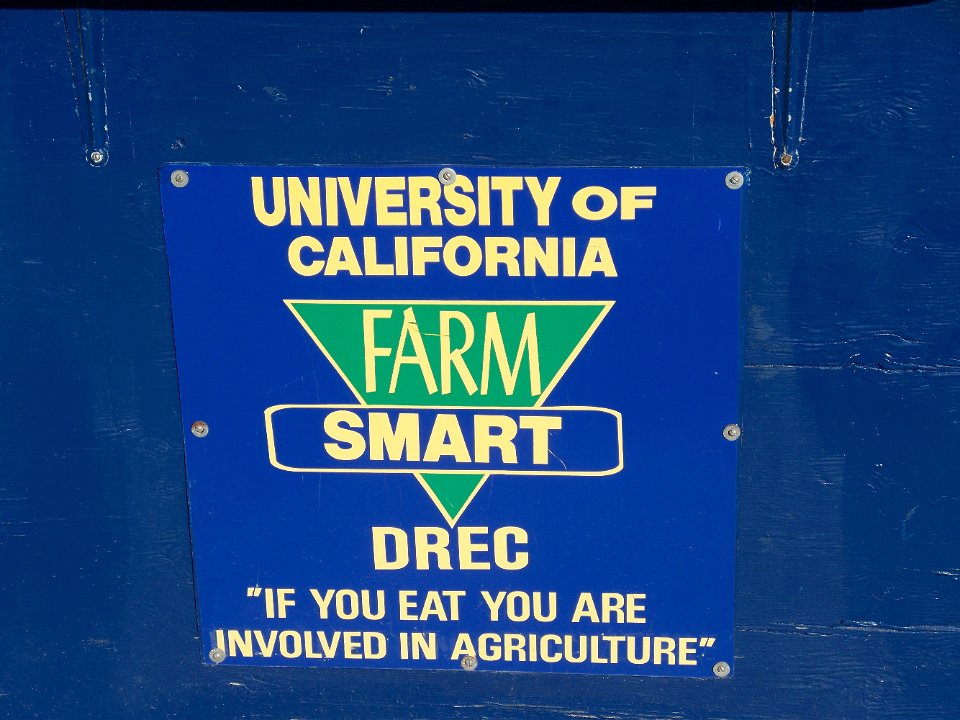 UNIVERSITY OF
CALIFORNIA
FARM
SMART
DREC
"IF YOU EAT YOU ARE
INVOLVED IN AGRICULTURE"